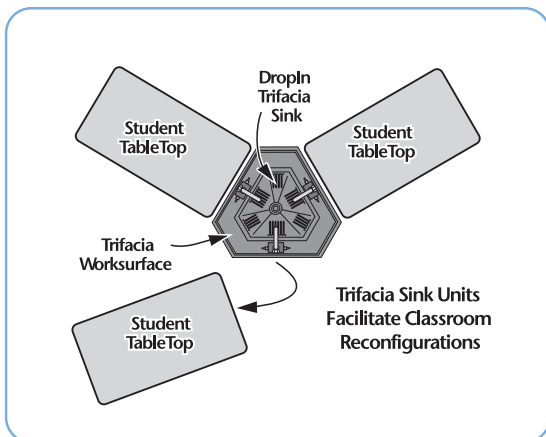 DropIn
Trifacia
Sink
Student
TableTop
Student
TableTop
Trifacia
Worksurface
Student
TableTop
Trifacia Sink Units
Facilitate Classroom
Reconfigurations